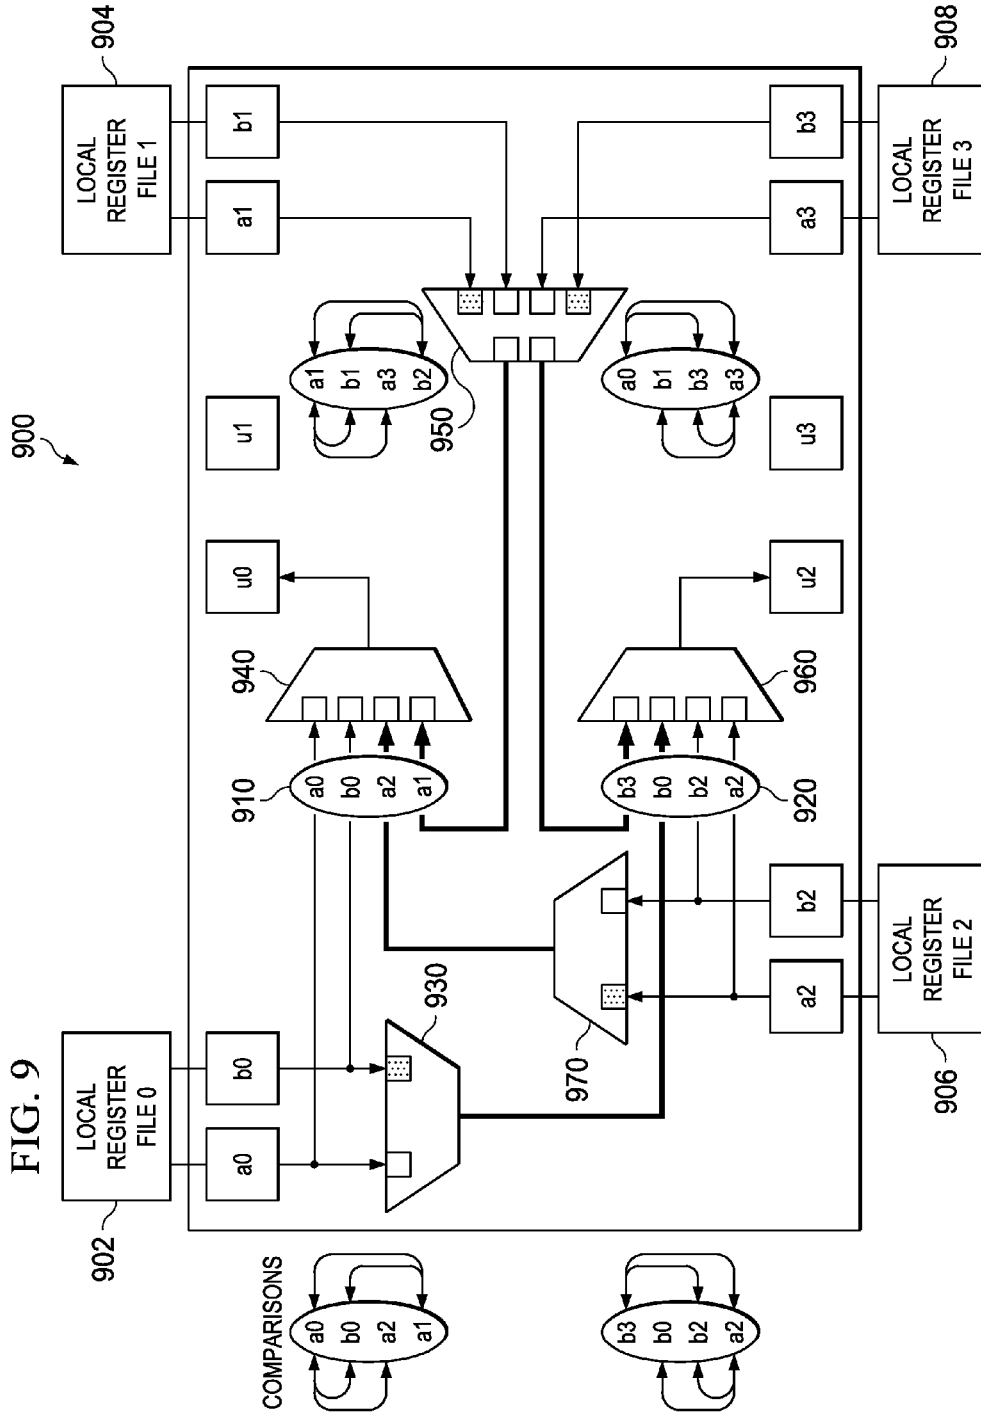 FIG. 9
900
902
LOCAL
REGISTER
FILE 0
904
LOCAL
REGISTER
FILE 1
a0
b0
u0
u1
a1
b1
COMPARISONS
a0
b0
a2
a1
930
910
a0
b0
a2
a1
940
a1
b1
a3
b2
950
970
b3
b0
b2
a2
920
b3
b0
b2
a2
960
a0
b1
b3
a3
a2
b2
u2
u3
a3
b3
906
LOCAL
REGISTER
FILE 2
908
LOCAL
REGISTER
FILE 3